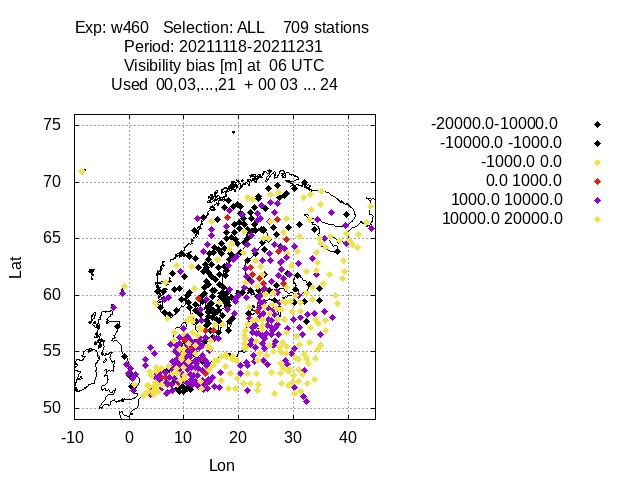 Exp: w460   Selection: ALL    709 stations
Period: 20211118-20211231
Visibility bias [m] at  06 UTC
Used  00,03,...,21  + 00 03 ... 24
-20000.0-10000.0
-10000.0 -1000.0
-1000.0 0.0
0.0 1000.0
1000.0 10000.0
10000.0 20000.0
75
70
65
60
55
50
Lat
-10 0 10 20 30 40
Lon